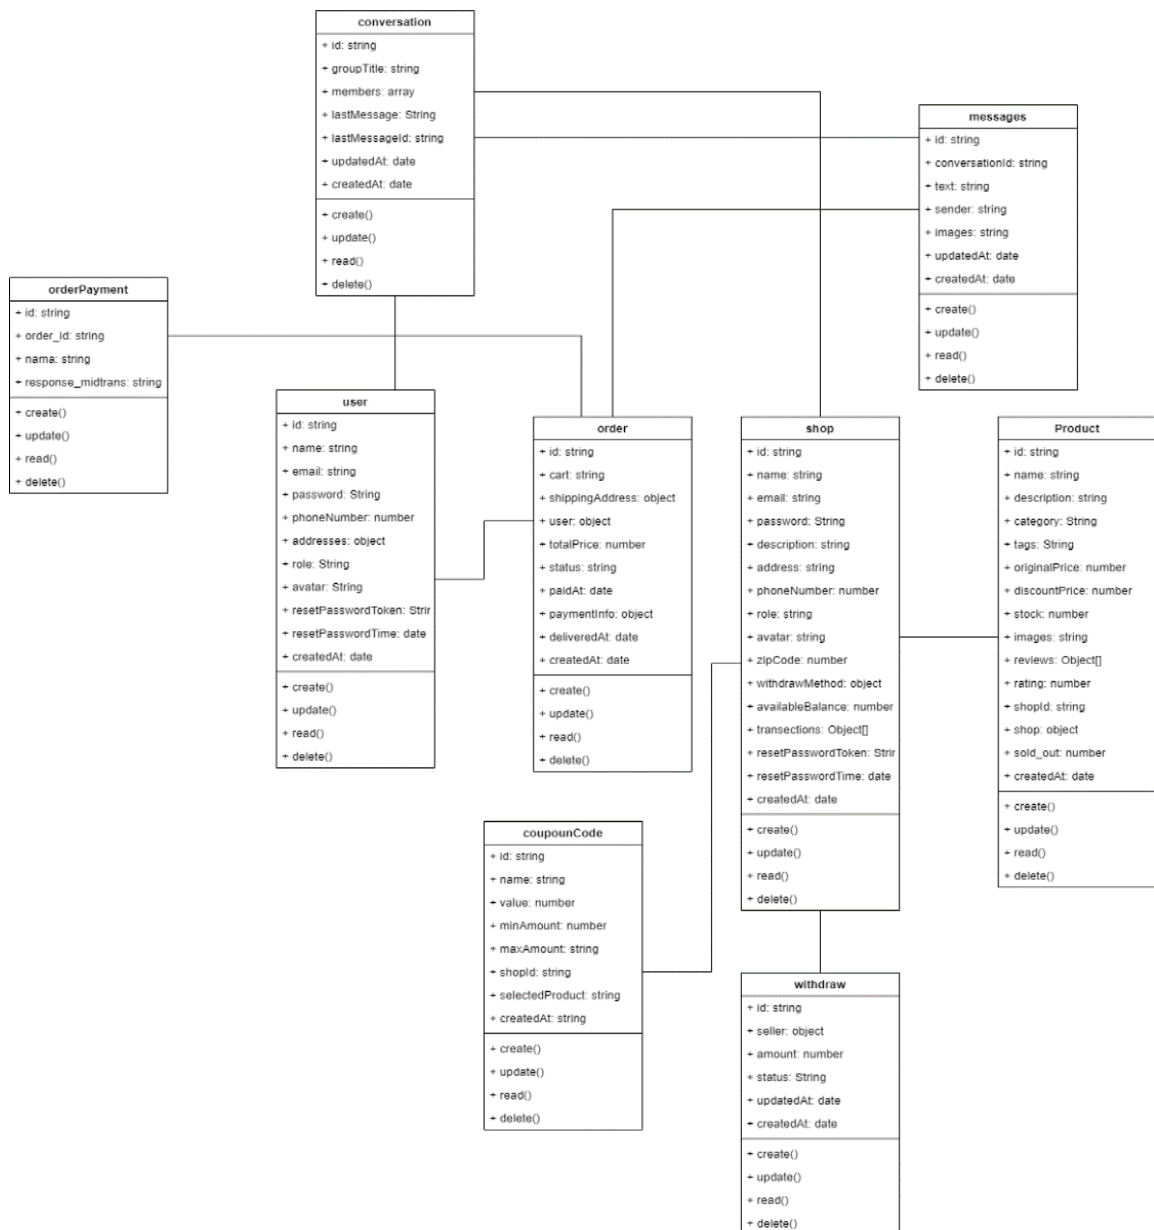 conversation
+ id: string
+ groupTitle: string
+ members: array
+ lastMessage: String
+ lastMessageId: string
+ updatedAt: date
+ createdAt: date
+ create()
+ update()
+ read()
+ delete()
messages
+ id: string
+ conversationId: string
+ text: string
+ sender: string
+ images: string
+ updatedAt: date
+ createdAt: date
+ create()
+ update()
+ read()
+ delete()
orderPayment
+ id: string
+ order_id: string
+ nama: string
+ response_midtrans: string
+ create()
+ update()
+ read()
+ delete()
user
+ id: string
+ name: string
+ email: string
+ password: String
+ phoneNumber: number
+ addresses: object
+ role: String
+ avatar: String
+ resetPasswordToken: Strir
+ resetPasswordTime: date
+ createdAt: date
+ create()
+ update()
+ read()
+ delete()
order
+ id: string
+ cart: string
+ shippingAddress: object
+ user: object
+ totalPrice: number
+ status: string
+ paidAt: date
+ paymentInfo: object
+ deliveredAt: date
+ createdAt: date
+ create()
+ update()
+ read()
+ delete()
shop
+ id: string
+ name: string
+ email: string
+ password: String
+ description: string
+ address: string
+ phoneNumber: number
+ role: string
+ avatar: string
+ zipCode: number
+ withdrawMethod: object
+ availableBalance: number
+ transections: Object[]
+ resetPasswordToken: Strir
+ resetPasswordTime: date
+ createdAt: date
+ create()
+ update()
+ read()
+ delete()
Product
+ id: string
+ name: string
+ description: string
+ category: String
+ tags: String
+ originalPrice: number
+ discountPrice: number
+ stock: number
+ images: string
+ reviews: Object[]
+ rating: number
+ shopId: string
+ shop: object
+ sold_out: number
+ createdAt: date
+ create()
+ update()
+ read()
+ delete()
coupounCode
+ id: string
+ name: string
+ value: number
+ minAmount: number
+ maxAmount: string
+ shopId: string
+ selectedProduct: string
+ createdAt: string
+ create()
+ update()
+ read()
+ delete()
withdraw
+ id: string
+ seller: object
+ amount: number
+ status: String
+ updatedAt: date
+ createdAt: date
+ create()
+ update()
+ read()
+ delete()